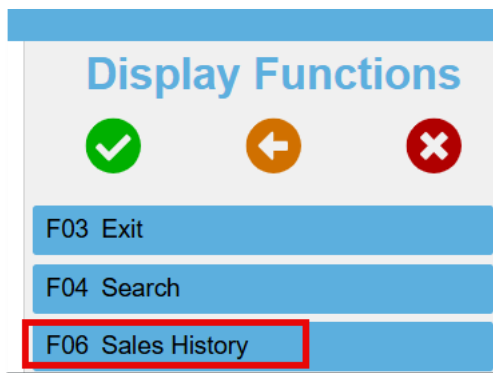 Display Functions
F03 Exit
F04 Search
F06 Sales History